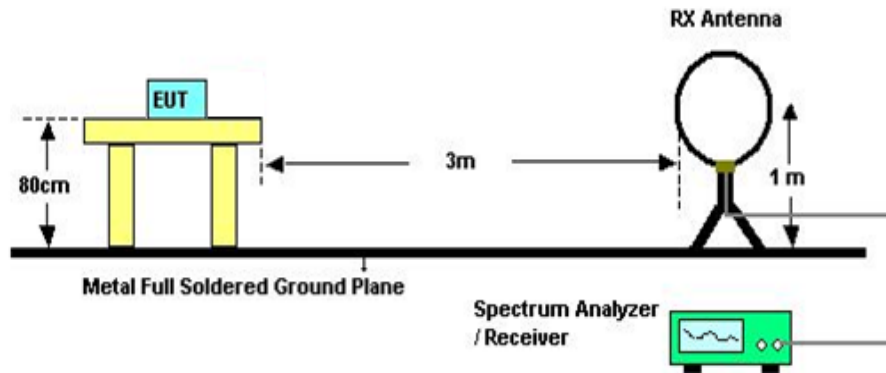 RX Antenna
EUT
3m
80cm
1 m
Metal Full Soldered Ground Plane
Spectrum Analyzer
/ Receiver